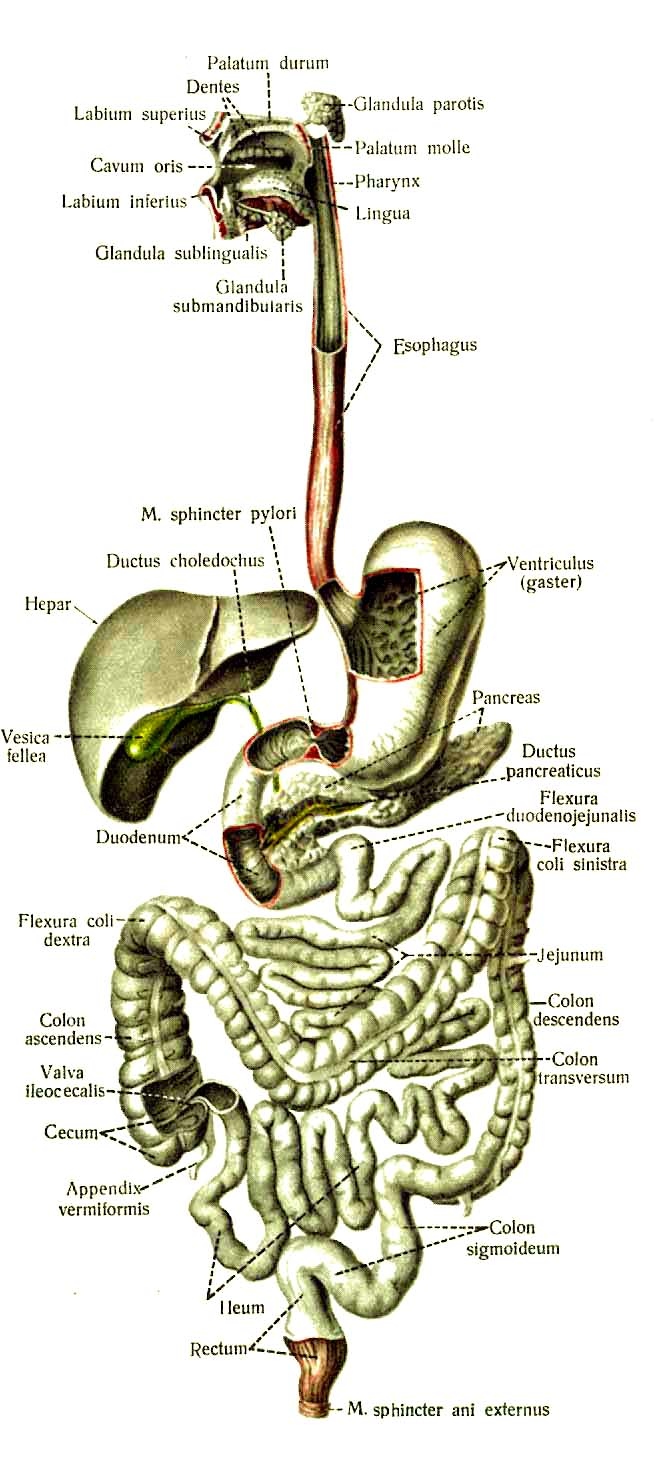 Palatum durum
Dentes
Labium superius
Glandula parotis
Cavum oris
Palatum molle
Pharynx
Labium inferius
Lingua
Glandula sublingualis
Glandula
submandibularis
Esophagus
M. sphincter pylori
Ductus choledochus
Ventriculus
(gaster)
Hepar
Pancreas
Vesica
fellea
Ductus
pancreaticus
Flexura
duodenojejunalis
Duodenum
Flexura
coli sinistra
Flexura coli
dextra
Jejunum
Colon
descendens
Colon
ascendens
Colon
transversum
Valva
ileocecalis
Cecum
Appendix
vermiformis
Colon
sigmoideum
Ileum
Rectum
M. sphincter ani externus